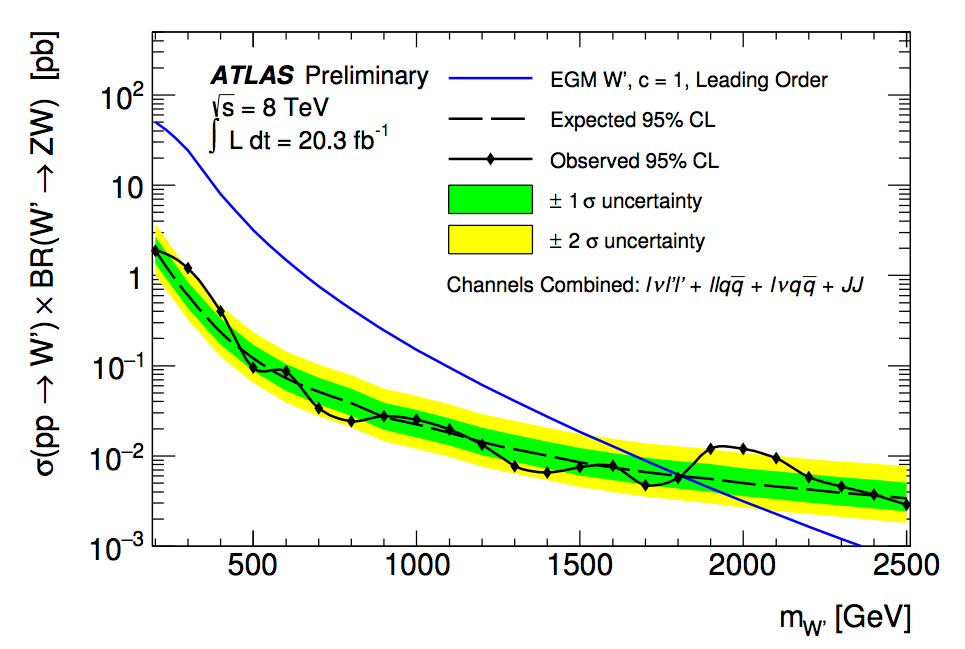 σ(pp → W') × BR(W' → ZW) [pb]
ATLAS Preliminary
√s = 8 TeV
∫ L dt = 20.3 fb⁻¹
EGM W', c = 1, Leading Order
Expected 95% CL
Observed 95% CL
± 1 σ uncertainty
± 2 σ uncertainty
Channels Combined: lνl'l' + llqq̅ + lνqq̅ + JJ
10²
10
1
10⁻¹
10⁻²
10⁻³
500 1000 1500 2000 2500
m_W' [GeV]